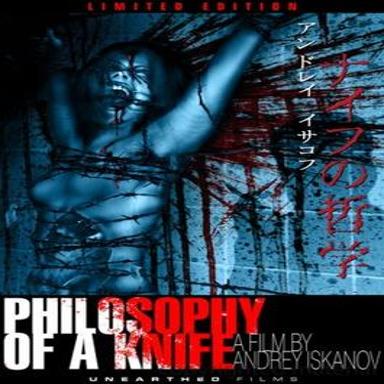 LIMITED EDITION
アンドレイ イサコフ
ナイフの哲学
PHILOSOPHY
OF A KNIFE
A FILM BY
ANDREY ISKANOV
UNEARTHED FILMS